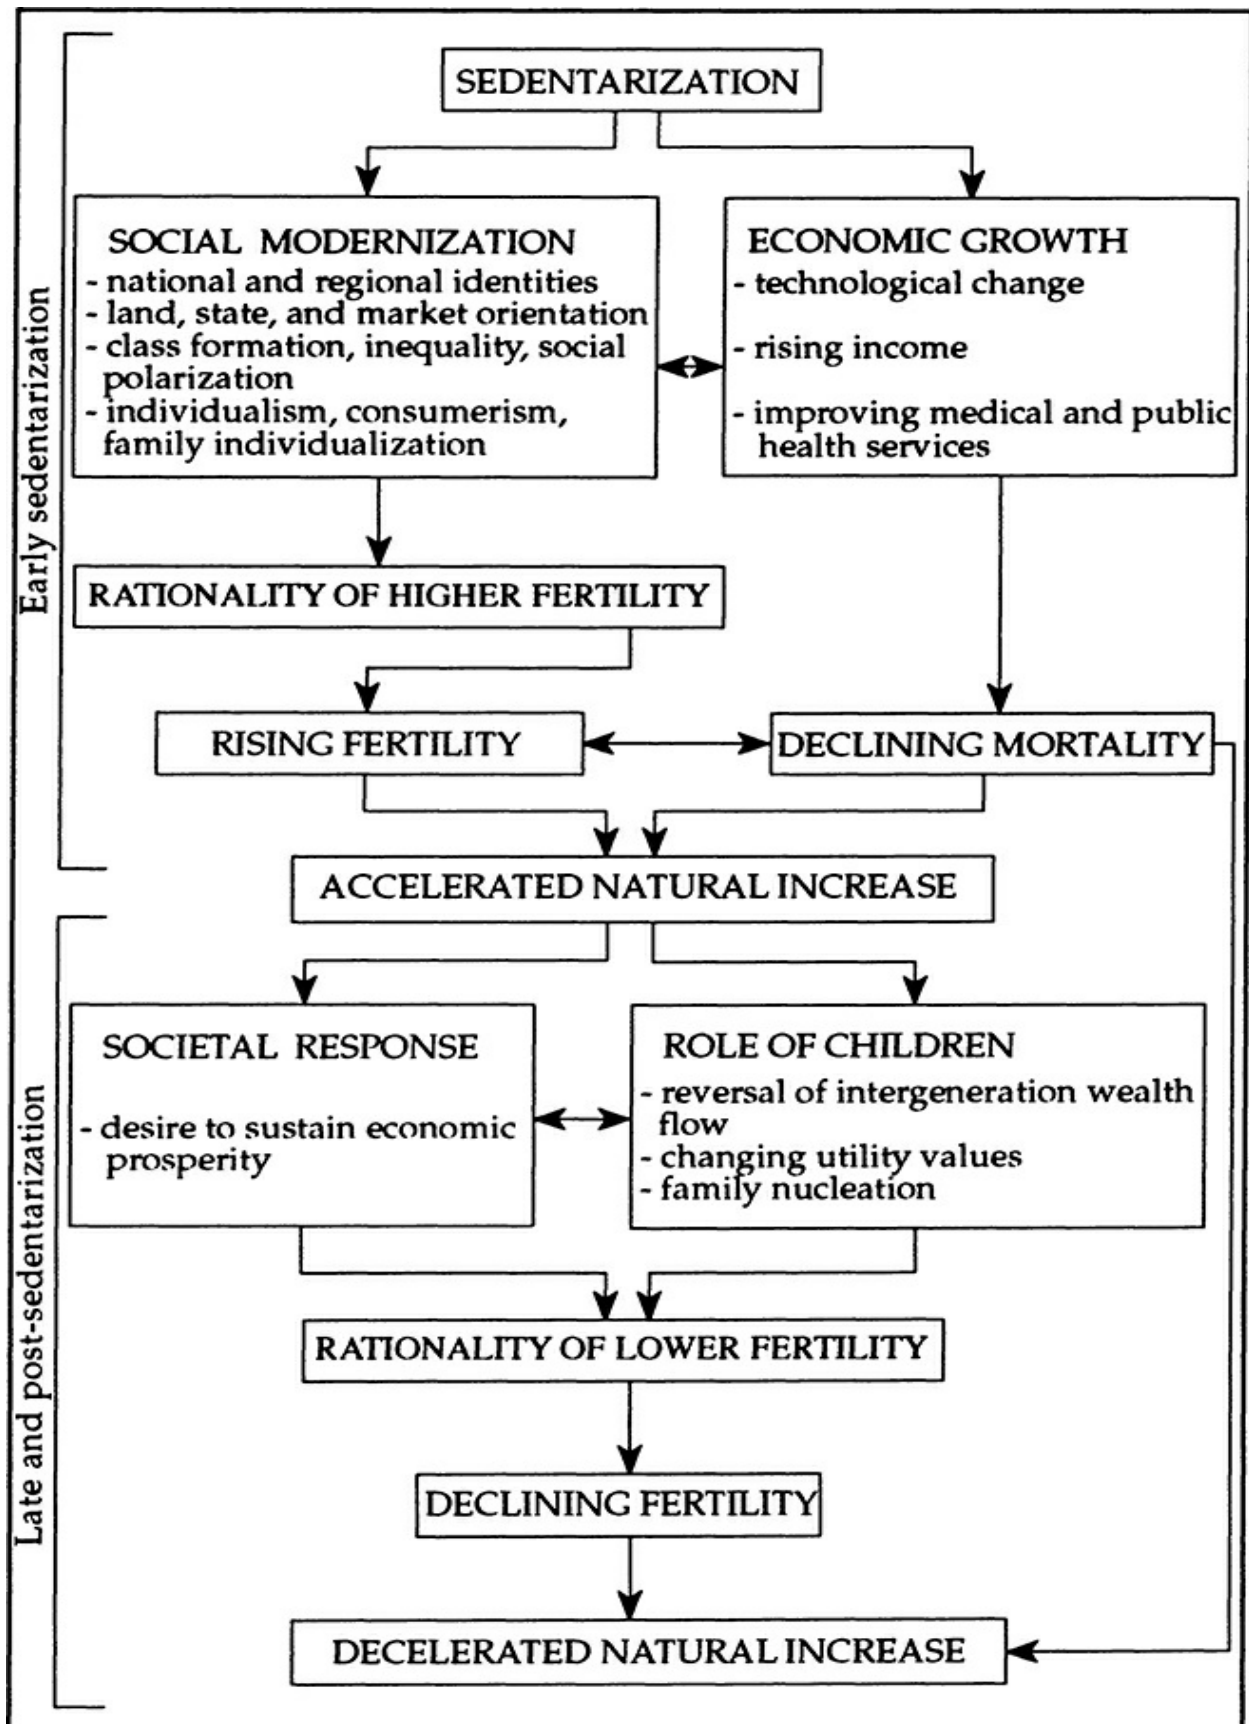 SEDENTARIZATION
SOCIAL MODERNIZATION
- national and regional identities
- land, state, and market orientation
- class formation, inequality, social
polarization
- individualism, consumerism,
family individualization
ECONOMIC GROWTH
- technological change
- rising income
- improving medical and public
health services
Early sedentarization
RATIONALITY OF HIGHER FERTILITY
RISING FERTILITY
DECLINING MORTALITY
ACCELERATED NATURAL INCREASE
SOCIETAL RESPONSE
- desire to sustain economic
prosperity
ROLE OF CHILDREN
- reversal of intergeneration wealth
flow
- changing utility values
- family nucleation
Late and post-sedentarization
RATIONALITY OF LOWER FERTILITY
DECLINING FERTILITY
DECELERATED NATURAL INCREASE